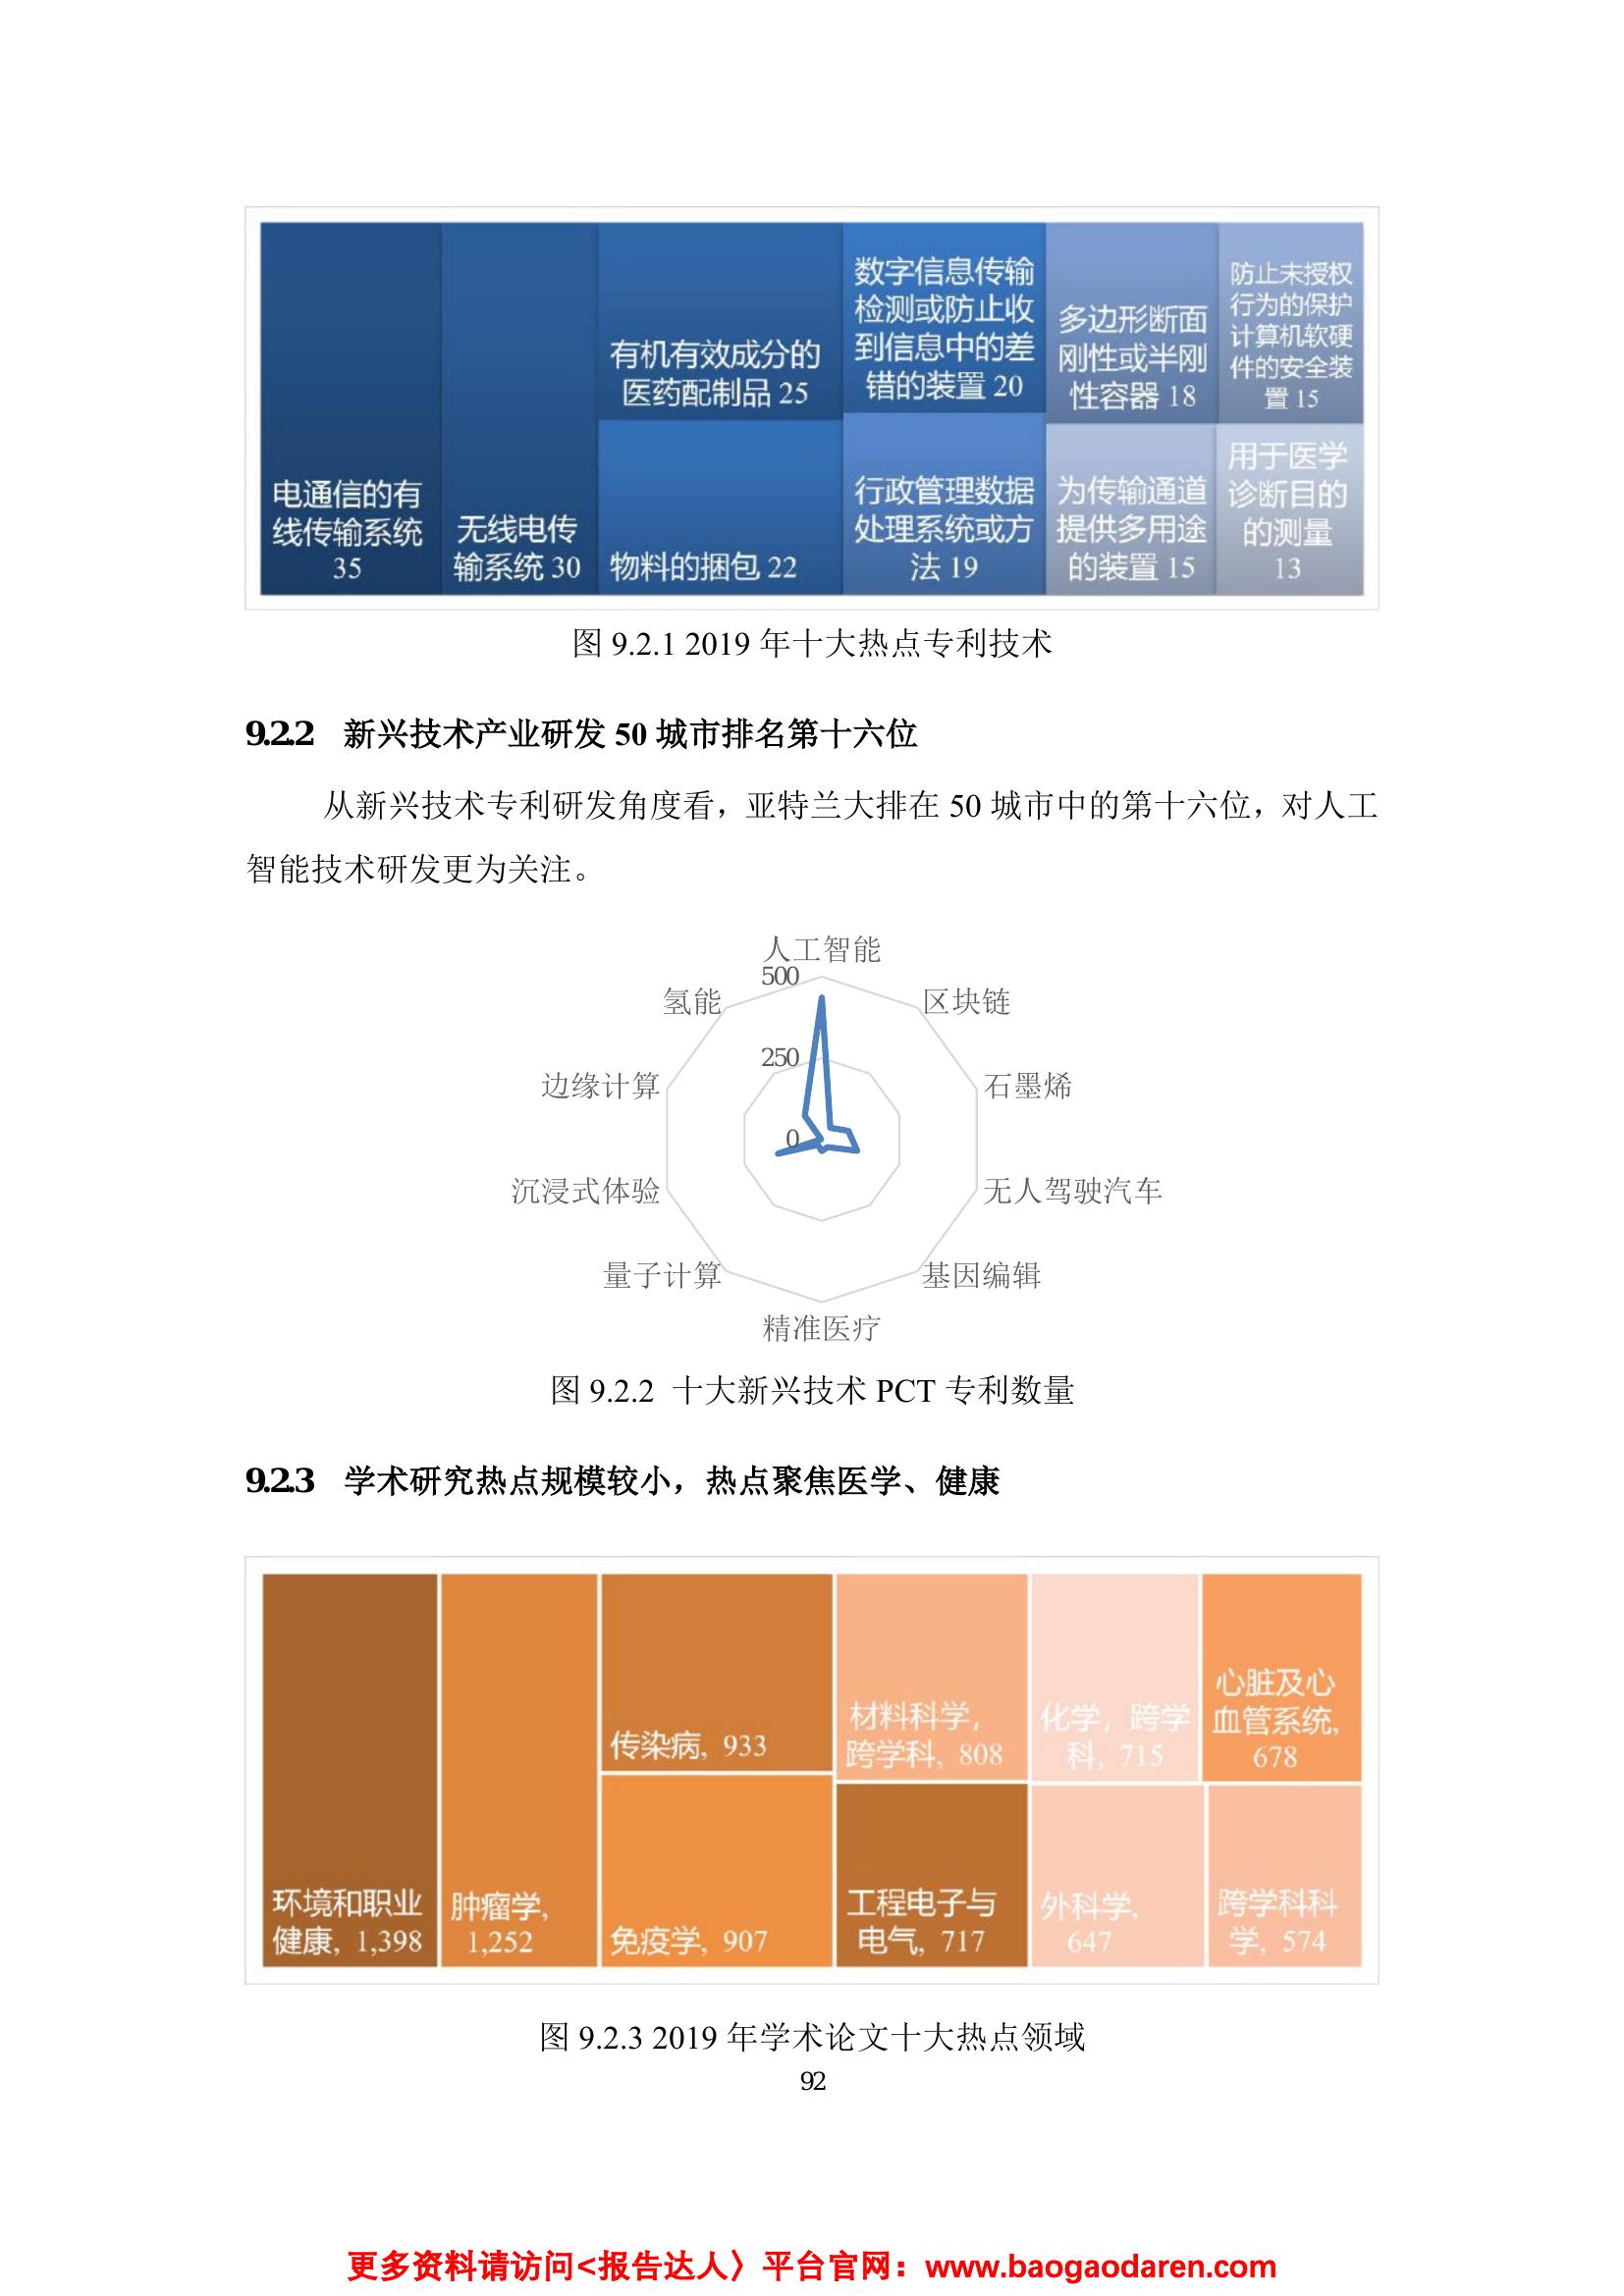 电通信的有
线传输系统
35
无线电传
输系统 30
有机有效成分的
医药配制品 25
物料的捆包 22
数字信息传输
检测或防止收
到信息中的差
错的装置 20
行政管理数据
处理系统或方
法 19
多边形断面
刚性或半刚
性容器 18
为传输通道
提供多用途
的装置 15
防止未授权
行为的保护
计算机软硬
件的安全装
置 15
用于医学
诊断目的
的测量
13
图 9.2.1 2019 年十大热点专利技术
9.2.2 新兴技术产业研发 50 城市排名第十六位
从新兴技术专利研发角度看，亚特兰大排在 50 城市中的第十六位，对人工
智能技术研发更为关注。
人工智能
500
氢能
区块链
250
边缘计算
石墨烯
0
沉浸式体验
无人驾驶汽车
量子计算
基因编辑
精准医疗
图 9.2.2 十大新兴技术 PCT 专利数量
9.2.3 学术研究热点规模较小，热点聚焦医学、健康
环境和职业
健康, 1,398
肿瘤学,
1,252
传染病, 933
免疫学, 907
材料科学,
跨学科, 808
工程电子与
电气, 717
化学, 跨学
科, 715
外科学,
647
心脏及心
血管系统,
678
跨学科科
学, 574
图 9.2.3 2019 年学术论文十大热点领域
92
更多资料请访问<报告达人〉平台官网：www.baogaodaren.com